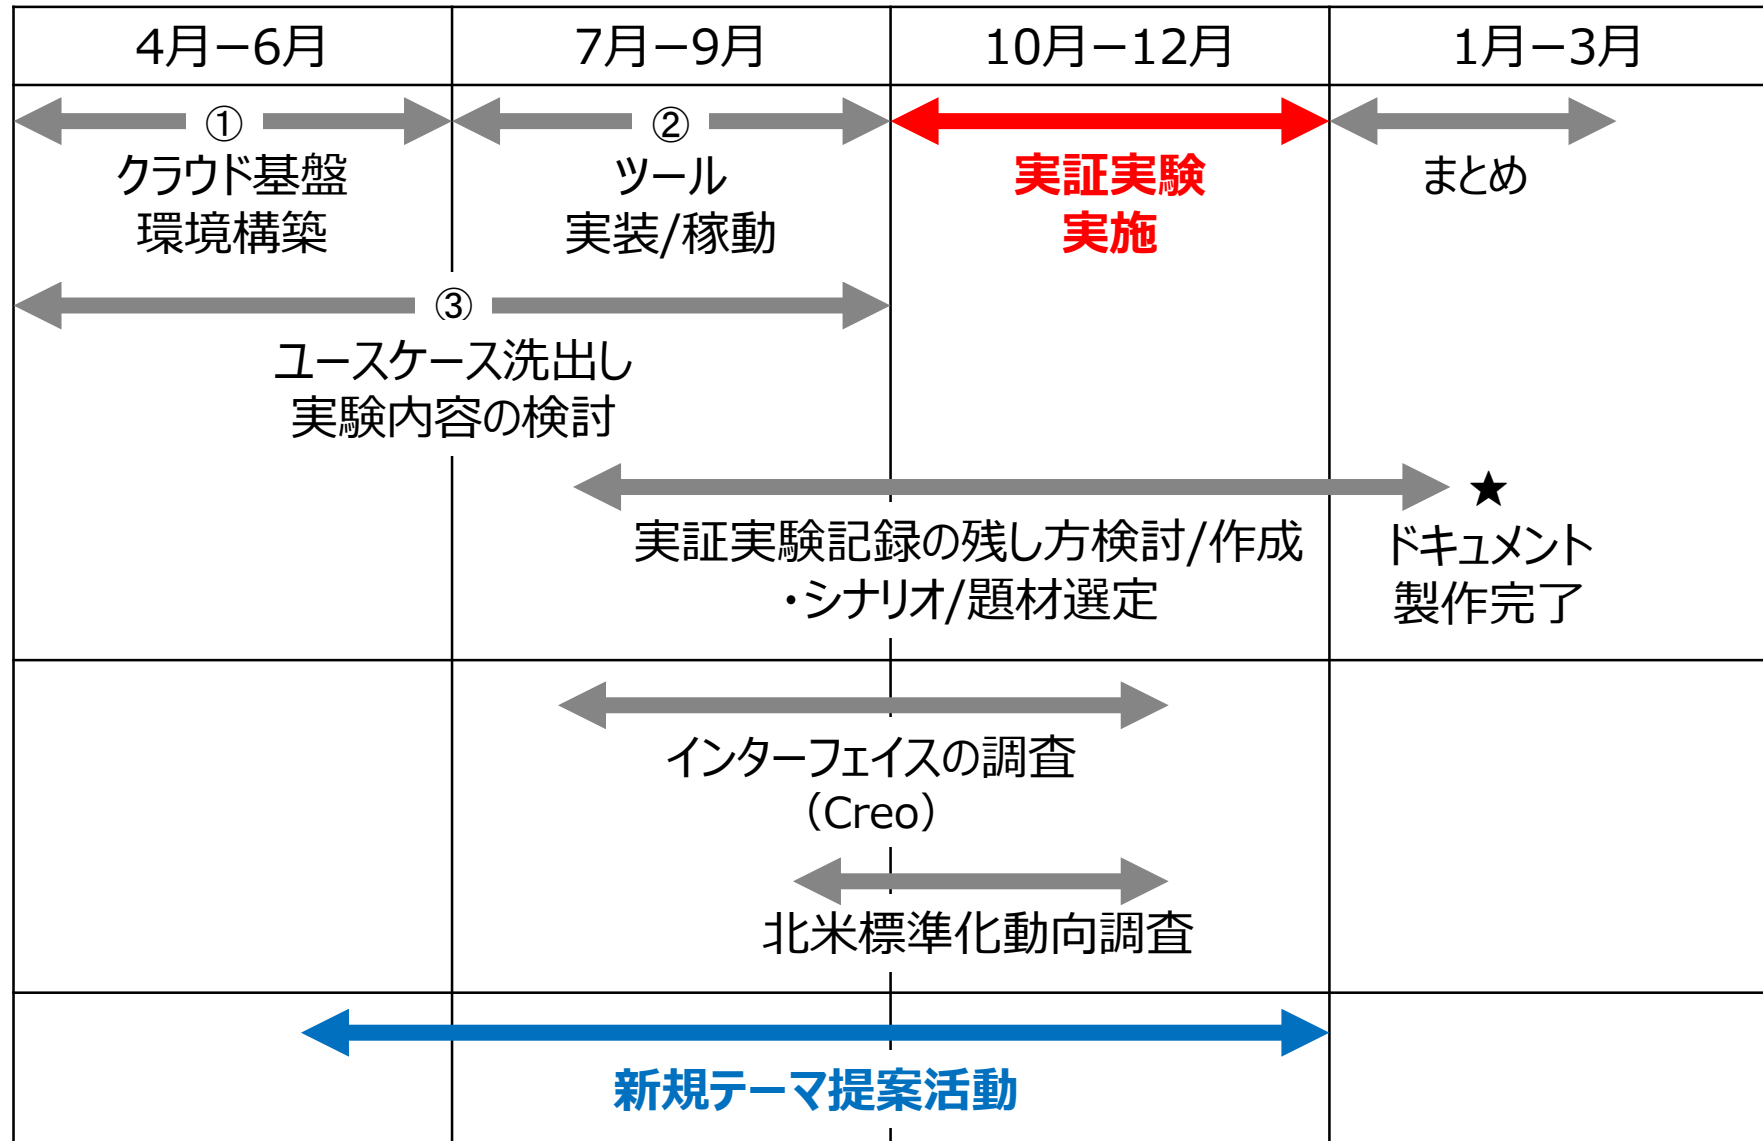 4月−6月
7月−9月
10月−12月
1月−3月
①
クラウド基盤
環境構築
②
ツール
実装/稼動
実証実験
実施
まとめ
③
ユースケース洗出し
実験内容の検討
実証実験記録の残し方検討/作成
・シナリオ/題材選定
★
ドキュメント
製作完了
インターフェイスの調査
（Creo）
北米標準化動向調査
新規テーマ提案活動